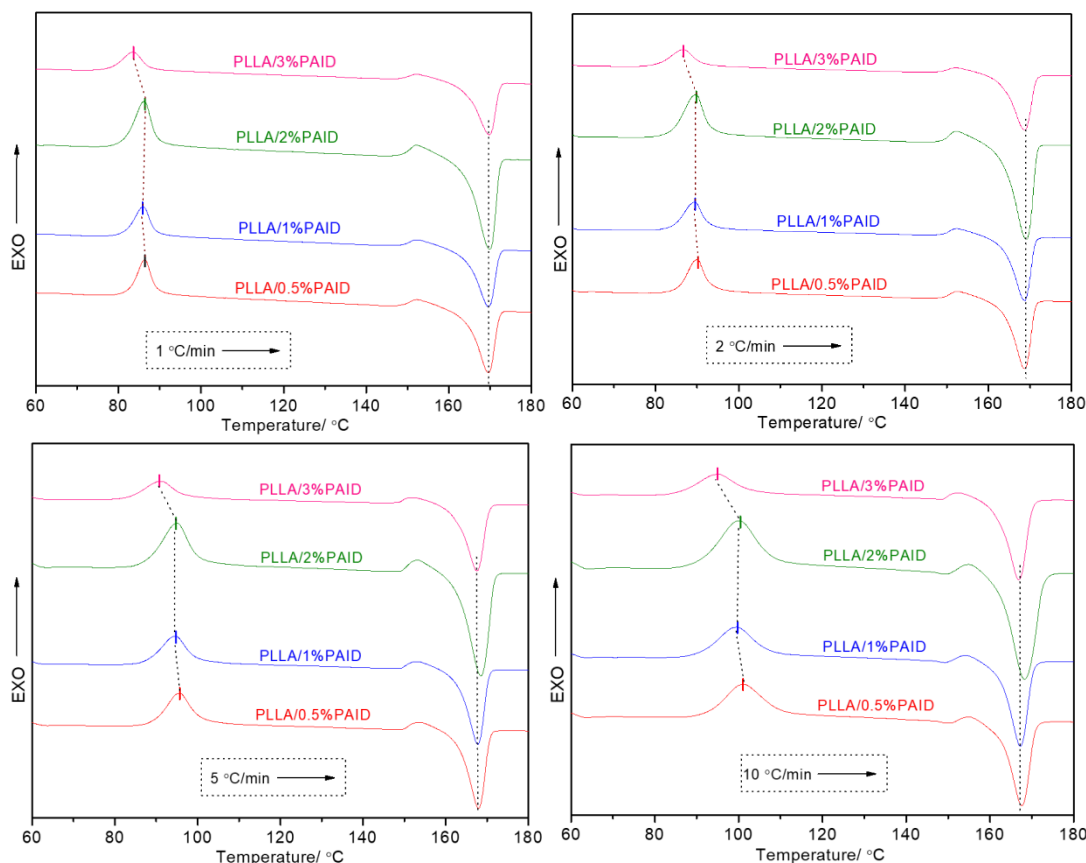 PLLA/3%PAID
PLLA/2%PAID
PLLA/1%PAID
PLLA/0.5%PAID
1 °C/min
EXO
60 80 100 120 140 160 180
Temperature/ °C
PLLA/3%PAID
PLLA/2%PAID
PLLA/1%PAID
PLLA/0.5%PAID
2 °C/min
EXO
60 80 100 120 140 160 180
Temperature/ °C
PLLA/3%PAID
PLLA/2%PAID
PLLA/1%PAID
PLLA/0.5%PAID
5 °C/min
EXO
60 80 100 120 140 160 180
Temperature/ °C
PLLA/3%PAID
PLLA/2%PAID
PLLA/1%PAID
PLLA/0.5%PAID
10 °C/min
EXO
60 80 100 120 140 160 180
Temperature/ °C